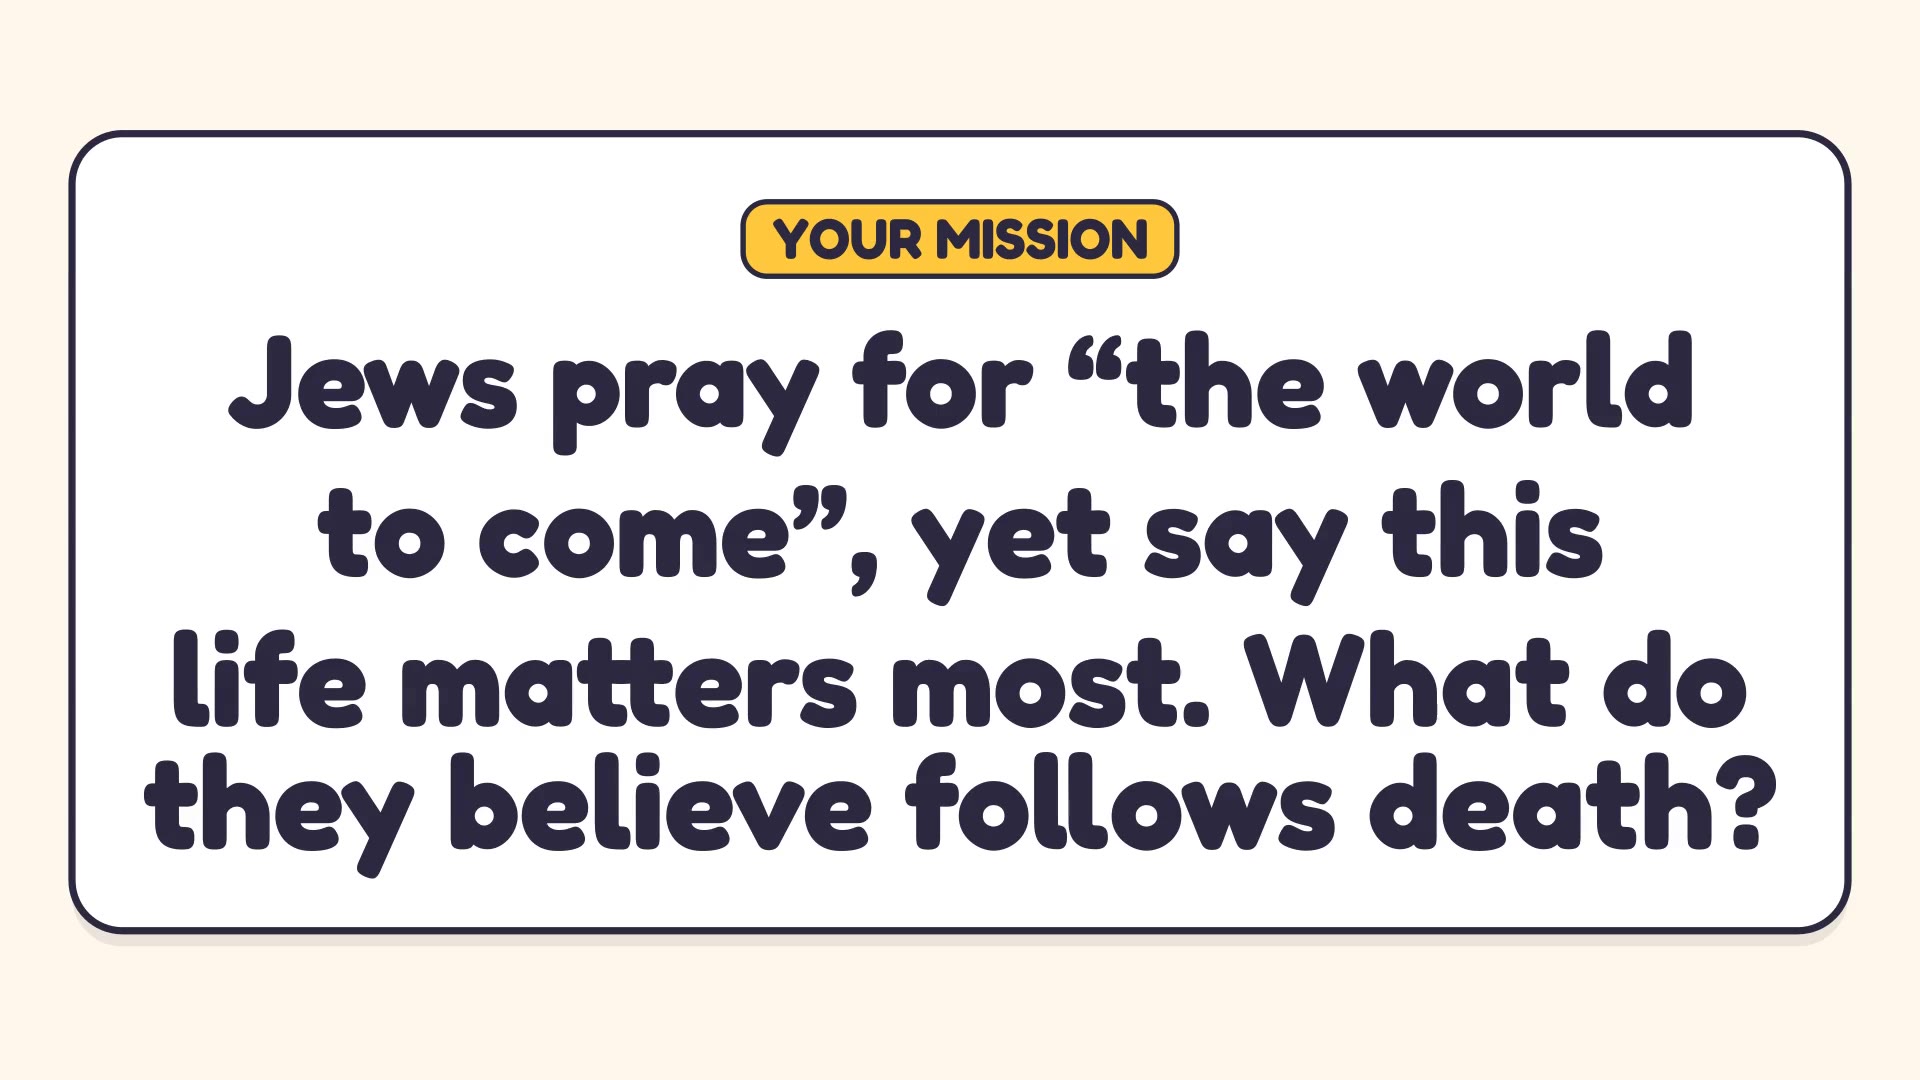 YOUR MISSION
Jews pray for “the world
to come”, yet say this
life matters most. What do
they believe follows death?